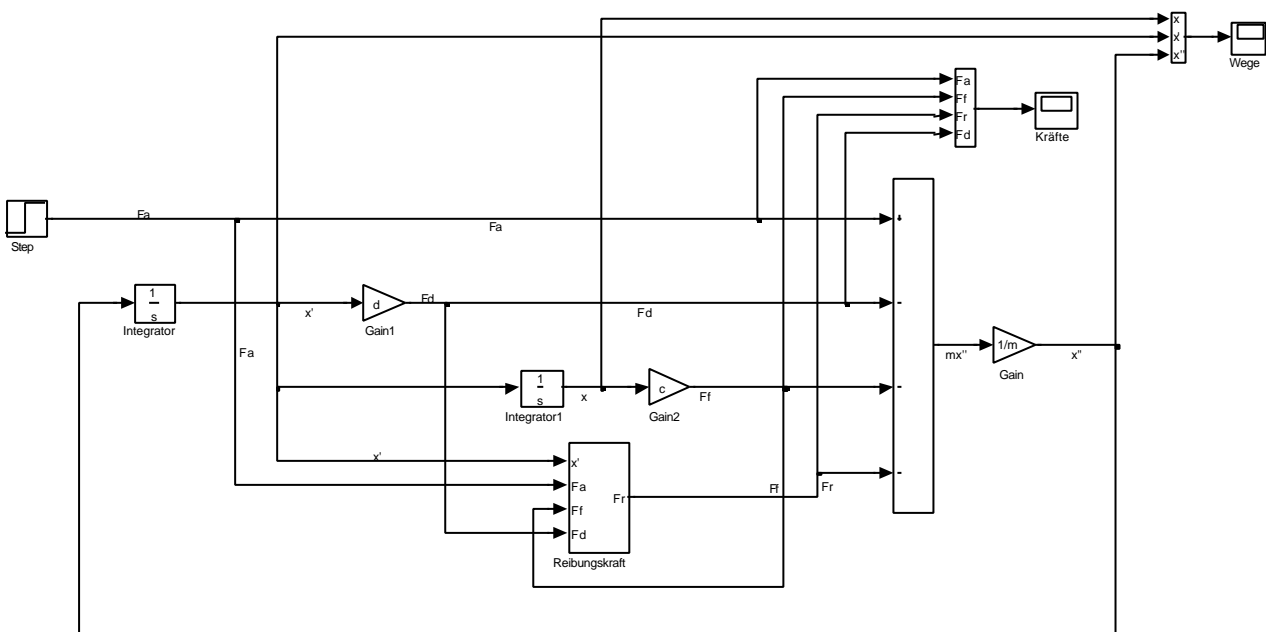 x
x'
x''
Wege
Fa
Ff
Fr
Fd
Kräfte
Step
Fa
Fa
+
1
s
Integrator
x'
d
Gain1
Fd
Fd
-
Fa
mx''
1/m
Gain
x''
1
s
Integrator1
x
c
Gain2
Ff
-
x'
x'
Fa
Ff
Fd
Fr
Reibungskraft
Ff
Fr
-